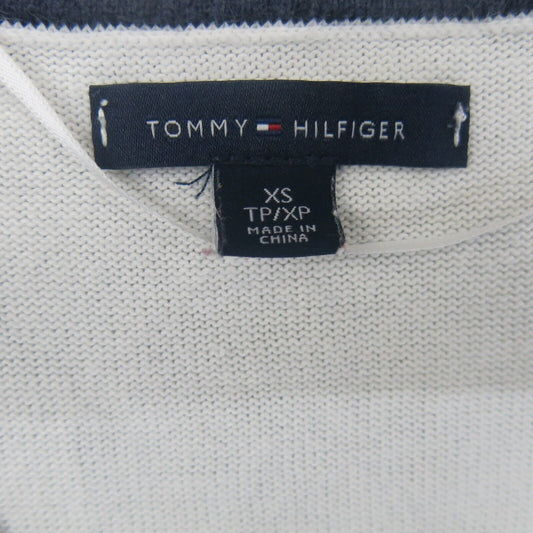 TOMMY HILFIGER
XS
TP/XP
MADE IN
CHINA